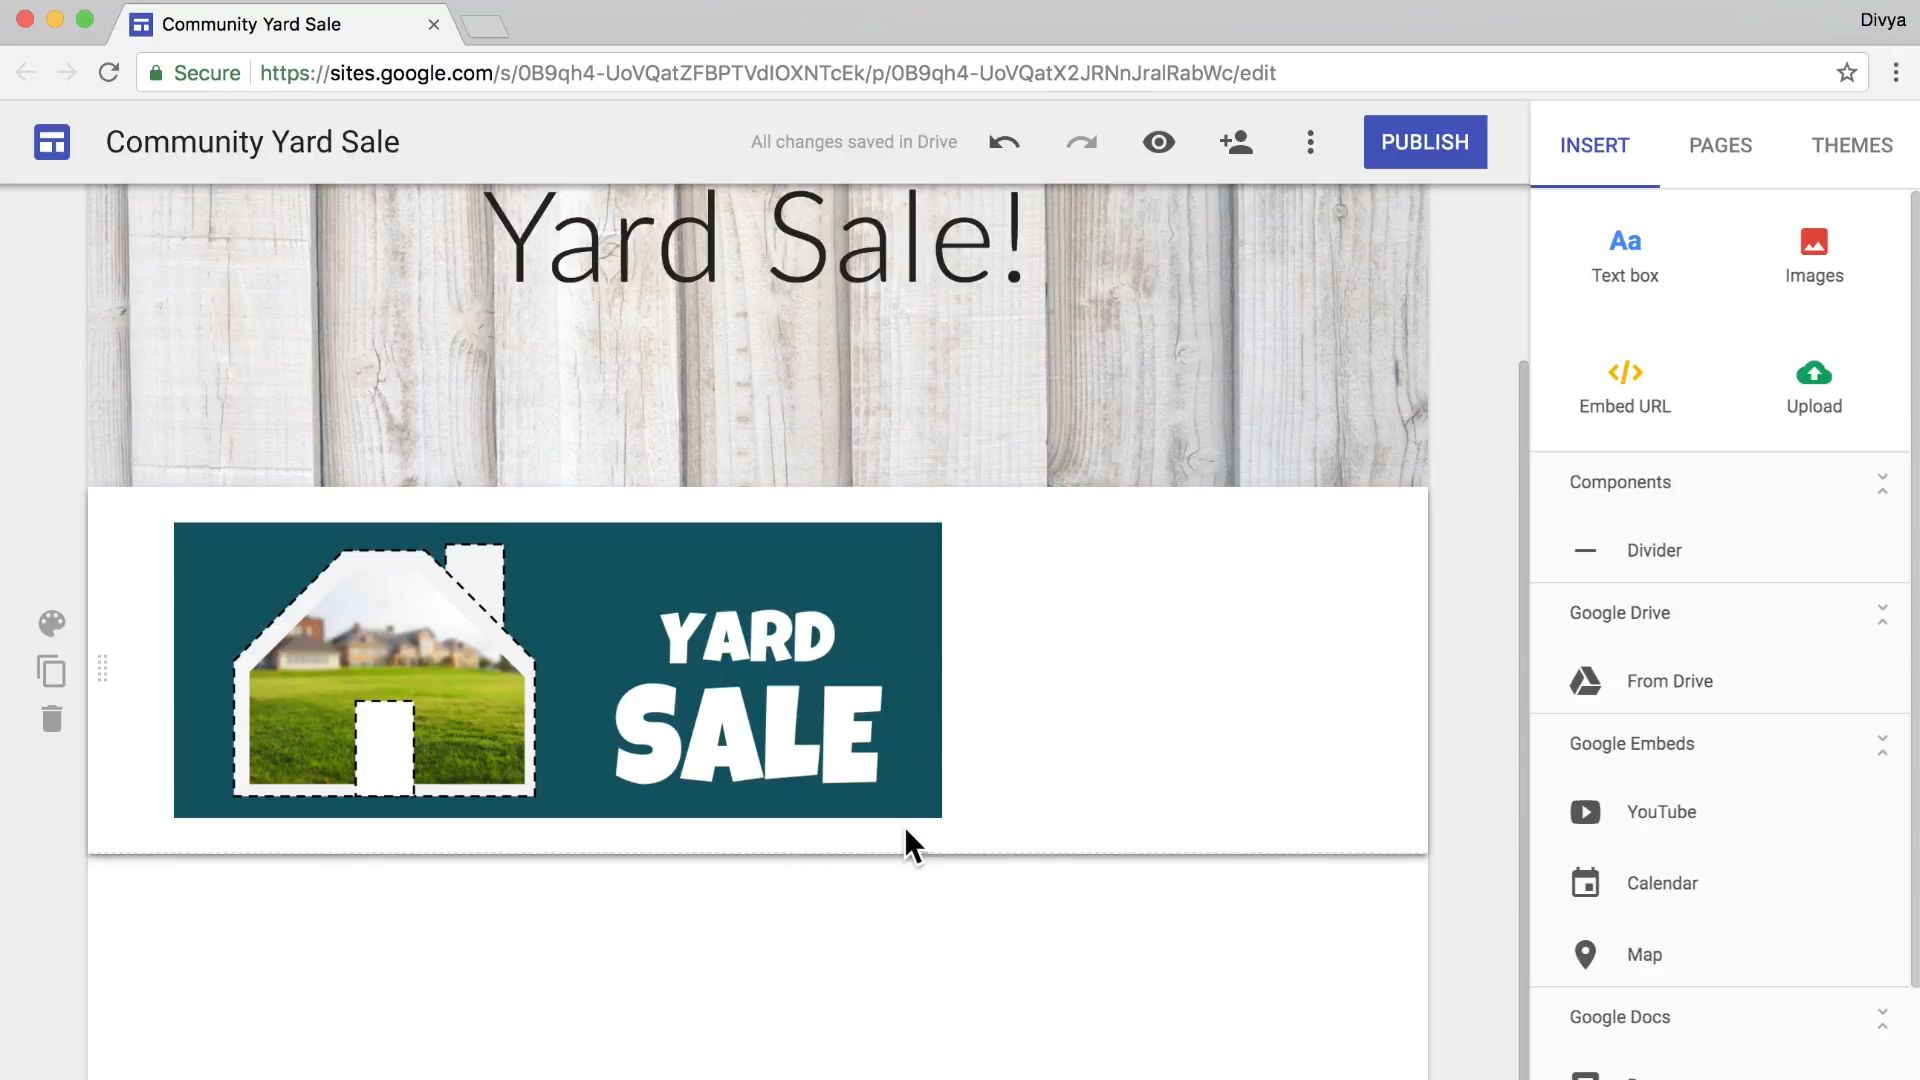 Community Yard Sale
Divya
Secure
https://sites.google.com/s/0B9qh4-UoVQatZFBPTVdIOXNTcEk/p/0B9qh4-UoVQatX2JRNnJralRabWc/edit
Community Yard Sale
All changes saved in Drive
PUBLISH
INSERT
PAGES
THEMES
Yard Sale!
Aa
Text box
Images
</>
Embed URL
Upload
Components
Divider
Google Drive
From Drive
Google Embeds
YouTube
Calendar
Map
Google Docs
YARD
SALE